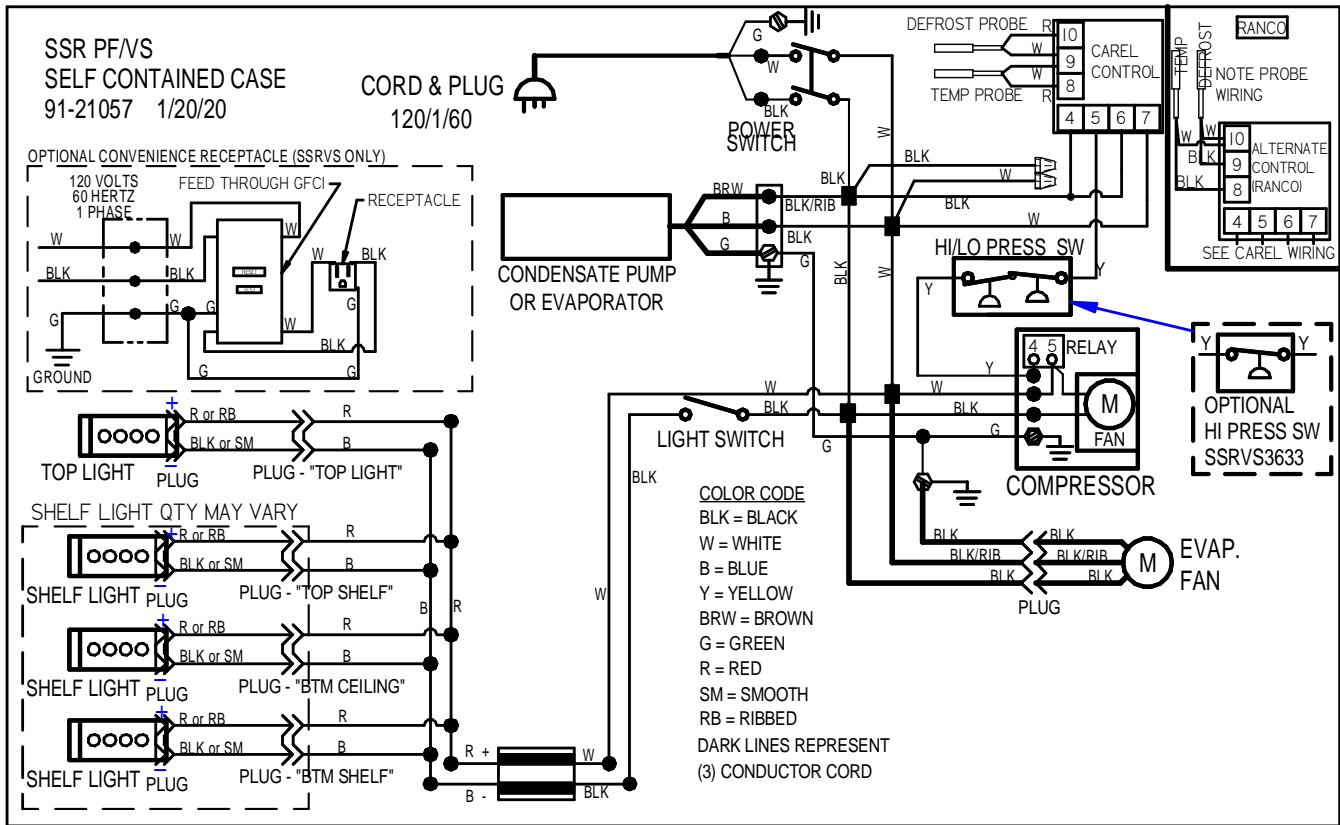 SSR PF/VS
SELF CONTAINED CASE
91-21057 1/20/20
CORD & PLUG
120/1/60
G
W
BLK
POWER
SWITCH
DEFROST PROBE
R
W
W
TEMP PROBE
R
10
9
8
CAREL
CONTROL
4 5 6 7
RANCO
TEMP
DEFROST
NOTE PROBE
WIRING
W
W
BLK
BLK
10
9
8
ALTERNATE
CONTROL
(RANCO)
4 5 6 7
SEE CAREL WIRING
OPTIONAL CONVENIENCE RECEPTACLE (SSRVS ONLY)
120 VOLTS
60 HERTZ
1 PHASE
FEED THROUGH GFCI
RECEPTACLE
W
W
W
W
BLK
BLK
BLK
G
G
G
G
W
BLK
G
G
GROUND
CONDENSATE PUMP
OR EVAPORATOR
BRW
B
G
BLK/RIB
BLK
G
BLK
W
BLK
W
BLK
W
BLK
W
HI/LO PRESS SW
Y
Y
4 5
RELAY
Y
W
W
BLK
BLK
G
G
M
FAN
COMPRESSOR
Y
Y
OPTIONAL
HI PRESS SW
SSRVS3633
LIGHT SWITCH
BLK
W
+
R or RB
R
BLK or SM
B
–
TOP LIGHT
PLUG
PLUG - "TOP LIGHT"
SHELF LIGHT QTY MAY VARY
+
R or RB
R
BLK or SM
B
–
SHELF LIGHT
PLUG
PLUG - "TOP SHELF"
B
R
+
R or RB
R
BLK or SM
B
–
SHELF LIGHT
PLUG
PLUG - "BTM CEILING"
+
R or RB
R
BLK or SM
B
–
SHELF LIGHT
PLUG
PLUG - "BTM SHELF"
R +
W
B -
BLK
COLOR CODE
BLK = BLACK
W = WHITE
B = BLUE
Y = YELLOW
BRW = BROWN
G = GREEN
R = RED
SM = SMOOTH
RB = RIBBED
DARK LINES REPRESENT
(3) CONDUCTOR CORD
BLK
BLK
BLK/RIB
BLK/RIB
BLK
BLK
PLUG
M
EVAP.
FAN